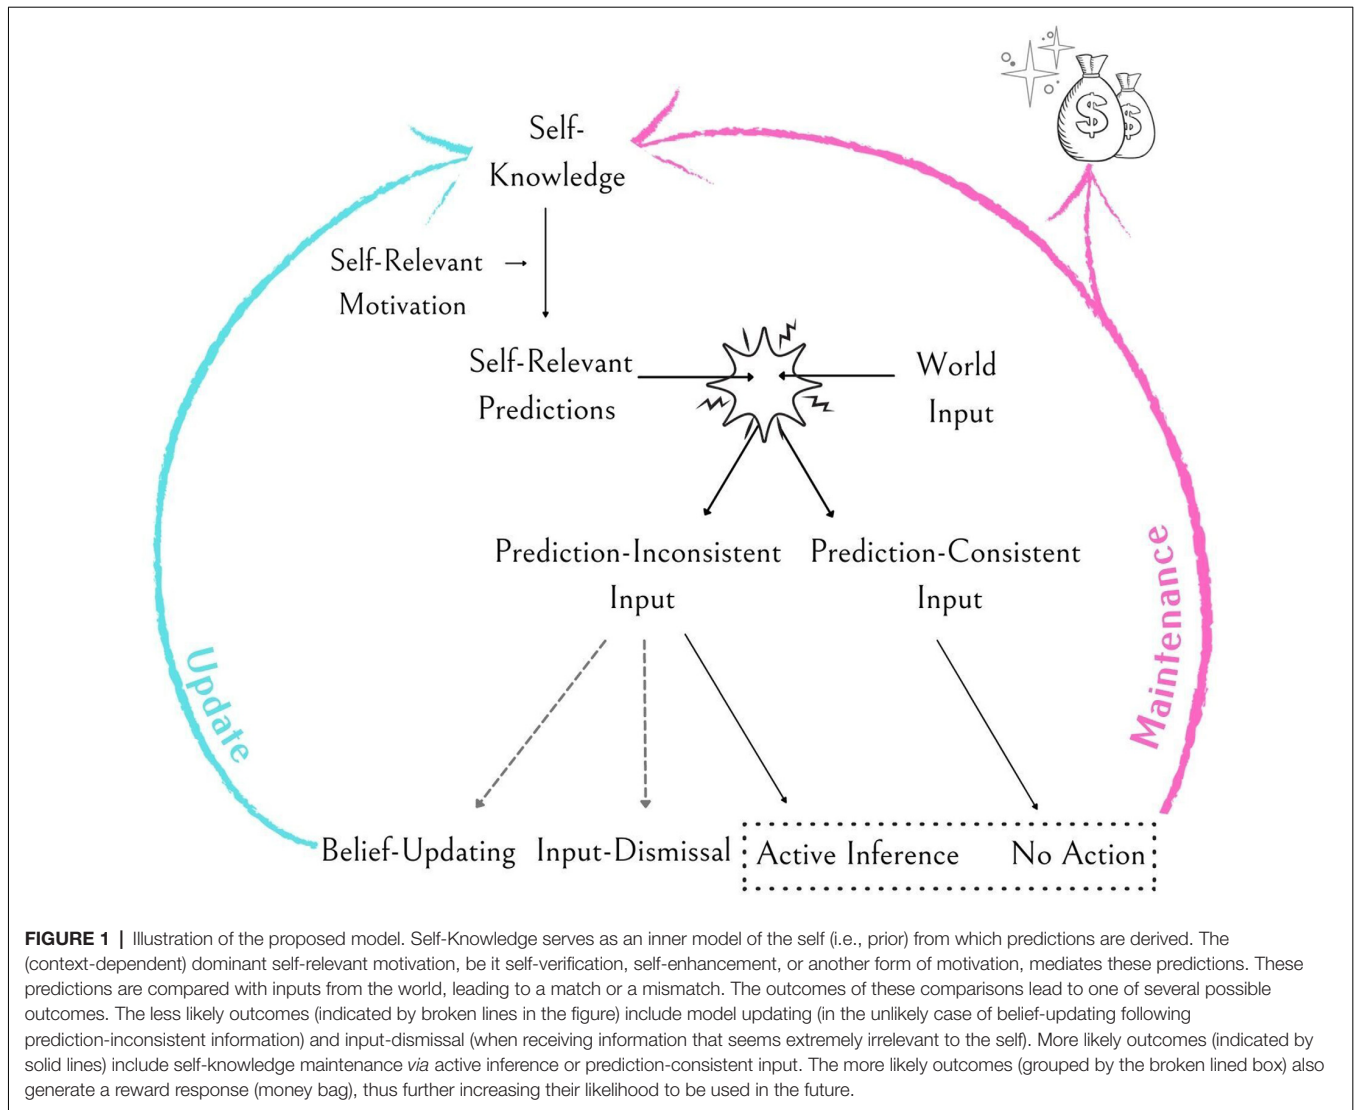 Self-
Knowledge
$
$
Self-Relevant
Motivation
Self-Relevant
Predictions
World
Input
Prediction-Inconsistent
Input
Prediction-Consistent
Input
Update
Maintenance
Belief-Updating
Input-Dismissal
Active Inference
No Action
FIGURE 1 | Illustration of the proposed model. Self-Knowledge serves as an inner model of the self (i.e., prior) from which predictions are derived. The
(context-dependent) dominant self-relevant motivation, be it self-verification, self-enhancement, or another form of motivation, mediates these predictions. These
predictions are compared with inputs from the world, leading to a match or a mismatch. The outcomes of these comparisons lead to one of several possible
outcomes. The less likely outcomes (indicated by broken lines in the figure) include model updating (in the unlikely case of belief-updating following
prediction-inconsistent information) and input-dismissal (when receiving information that seems extremely irrelevant to the self). More likely outcomes (indicated by
solid lines) include self-knowledge maintenance via active inference or prediction-consistent input. The more likely outcomes (grouped by the broken lined box) also
generate a reward response (money bag), thus further increasing their likelihood to be used in the future.